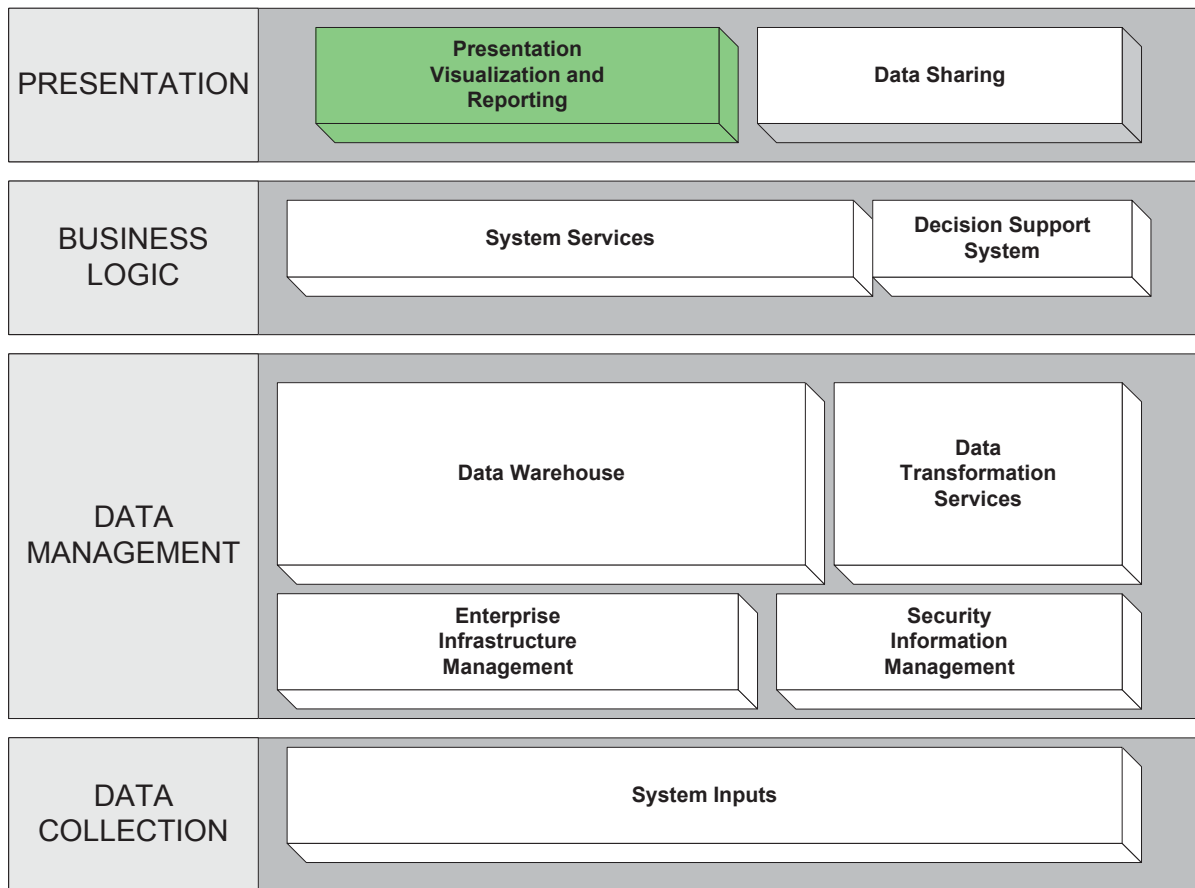 PRESENTATION
Presentation
Visualization and
Reporting
Data Sharing
BUSINESS
LOGIC
System Services
Decision Support
System
DATA
MANAGEMENT
Data Warehouse
Data
Transformation
Services
Enterprise
Infrastructure
Management
Security
Information
Management
DATA
COLLECTION
System Inputs